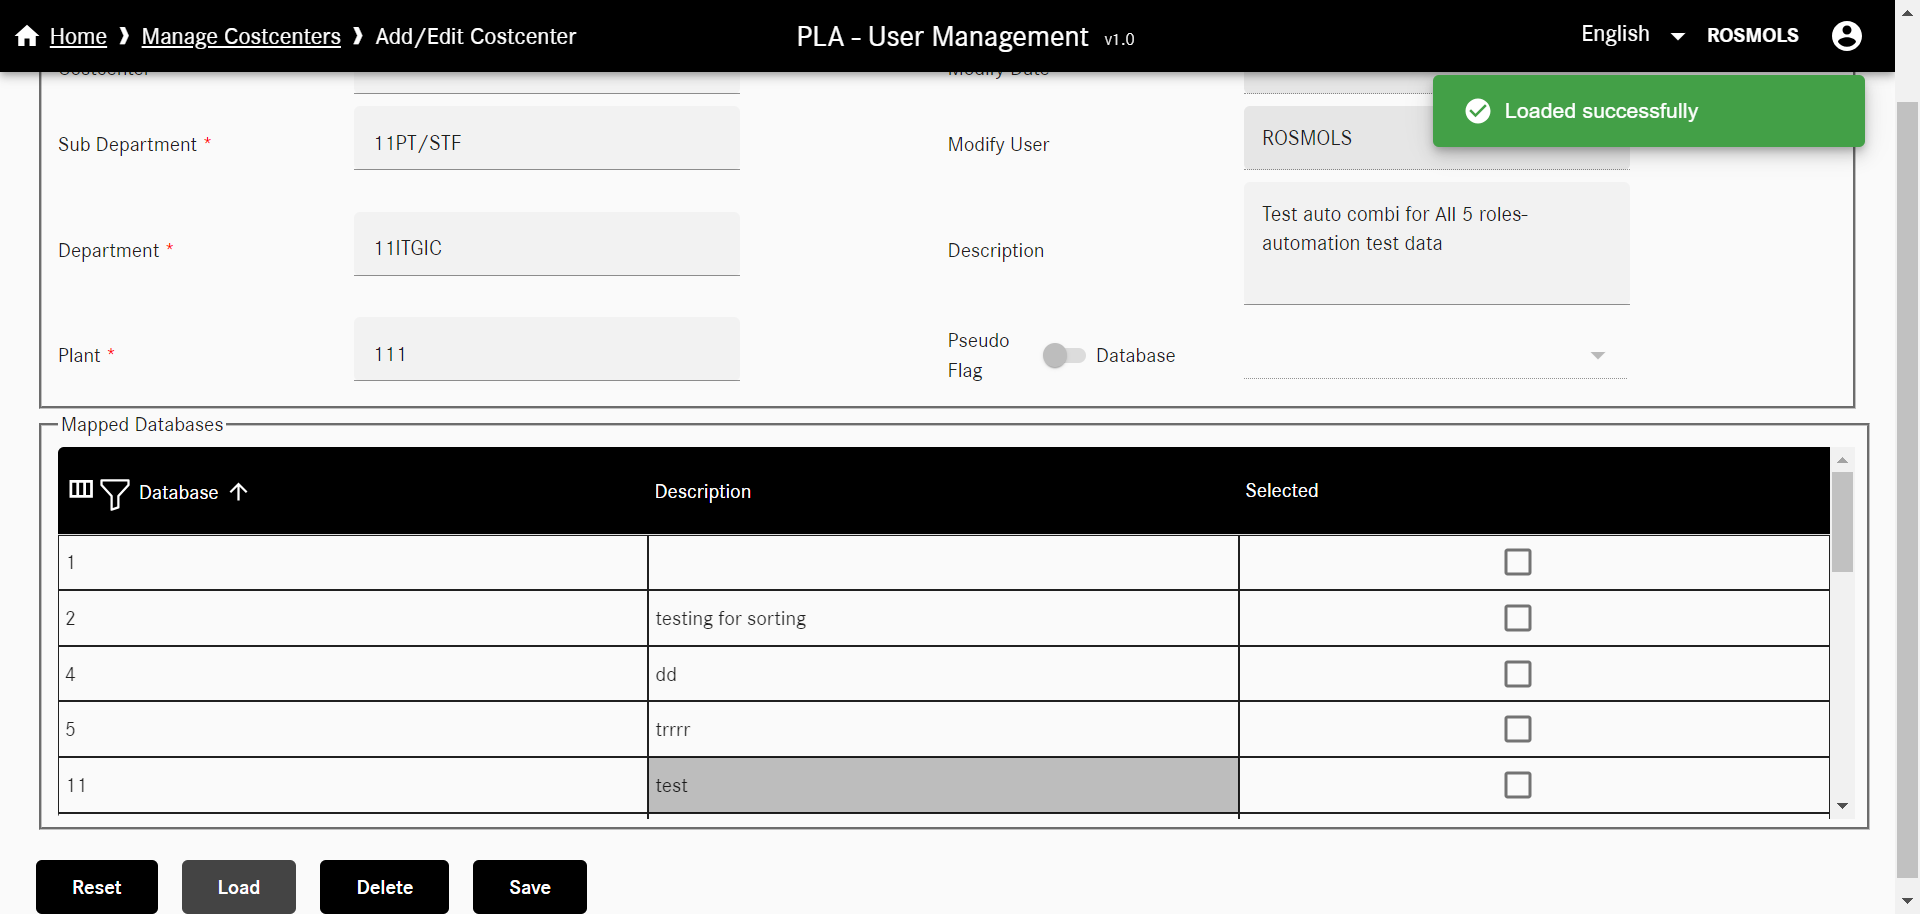 Home ❱ Manage Costcenters ❱ Add/Edit Costcenter
PLA - User Management v1.0
English
ROSMOLS
Costcenter
Modify Date
Loaded successfully
Sub Department *
11PT/STF
Modify User
ROSMOLS
Department *
11ITGIC
Description
Test auto combi for All 5 roles-
automation test data
Plant *
111
Pseudo
Flag
Database
Mapped Databases
Database
Description
Selected
1
2
testing for sorting
4
dd
5
trrrr
11
test
Reset
Load
Delete
Save